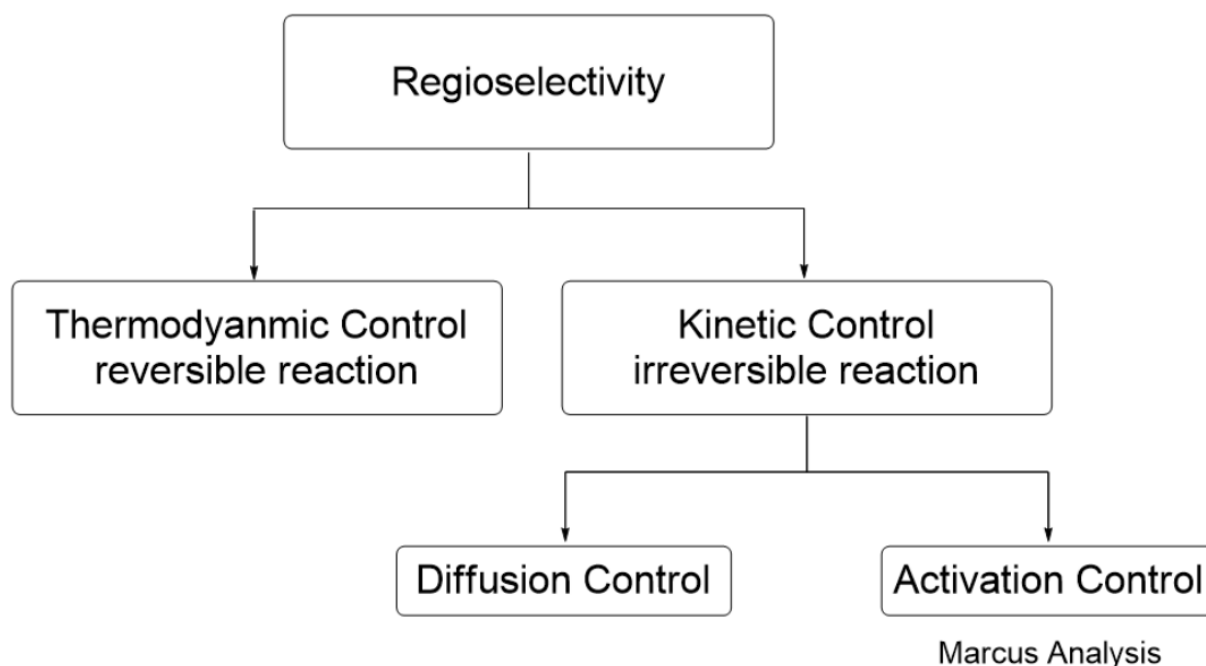 Regioselectivity
Thermodyanmic Control
reversible reaction
Kinetic Control
irreversible reaction
Diffusion Control
Activation Control
Marcus Analysis